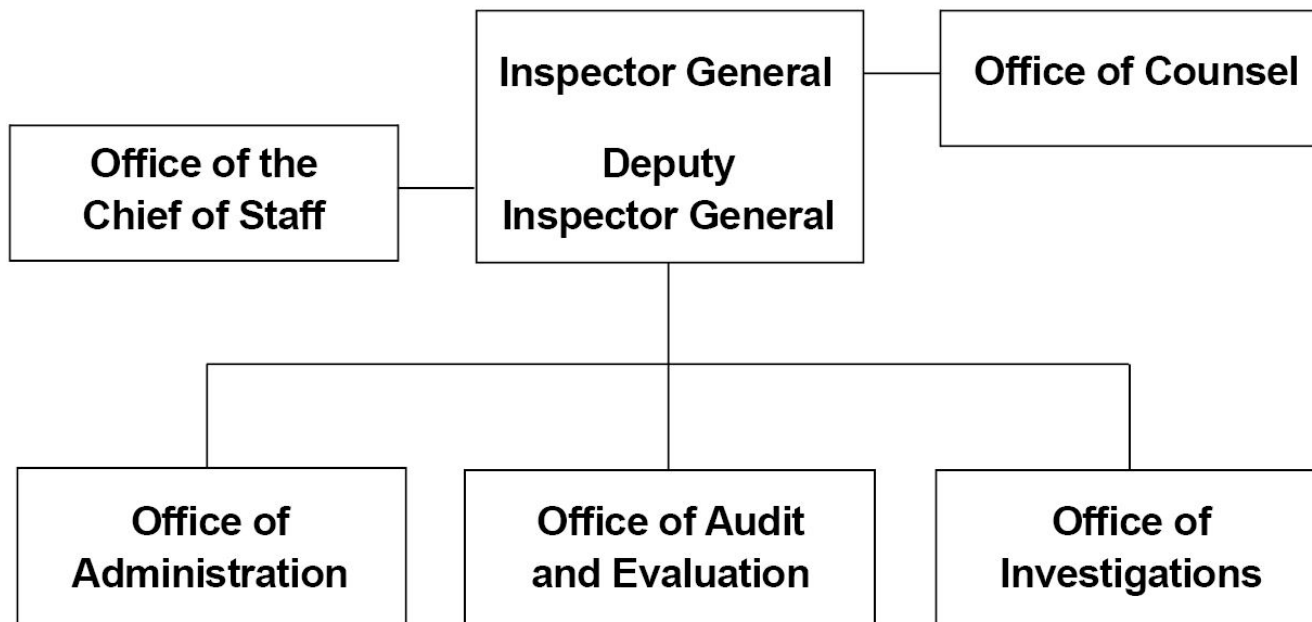 Inspector General
Deputy
Inspector General
Office of Counsel
Office of the
Chief of Staff
Office of
Administration
Office of Audit
and Evaluation
Office of
Investigations